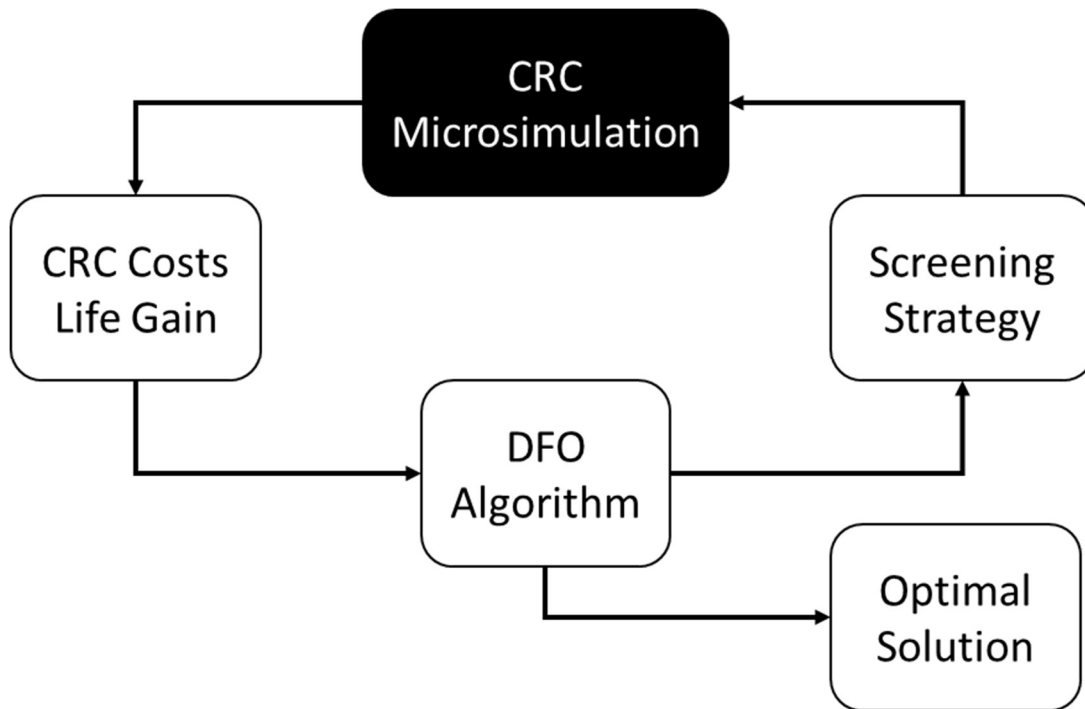 CRC
Microsimulation
CRC Costs
Life Gain
Screening
Strategy
DFO
Algorithm
Optimal
Solution